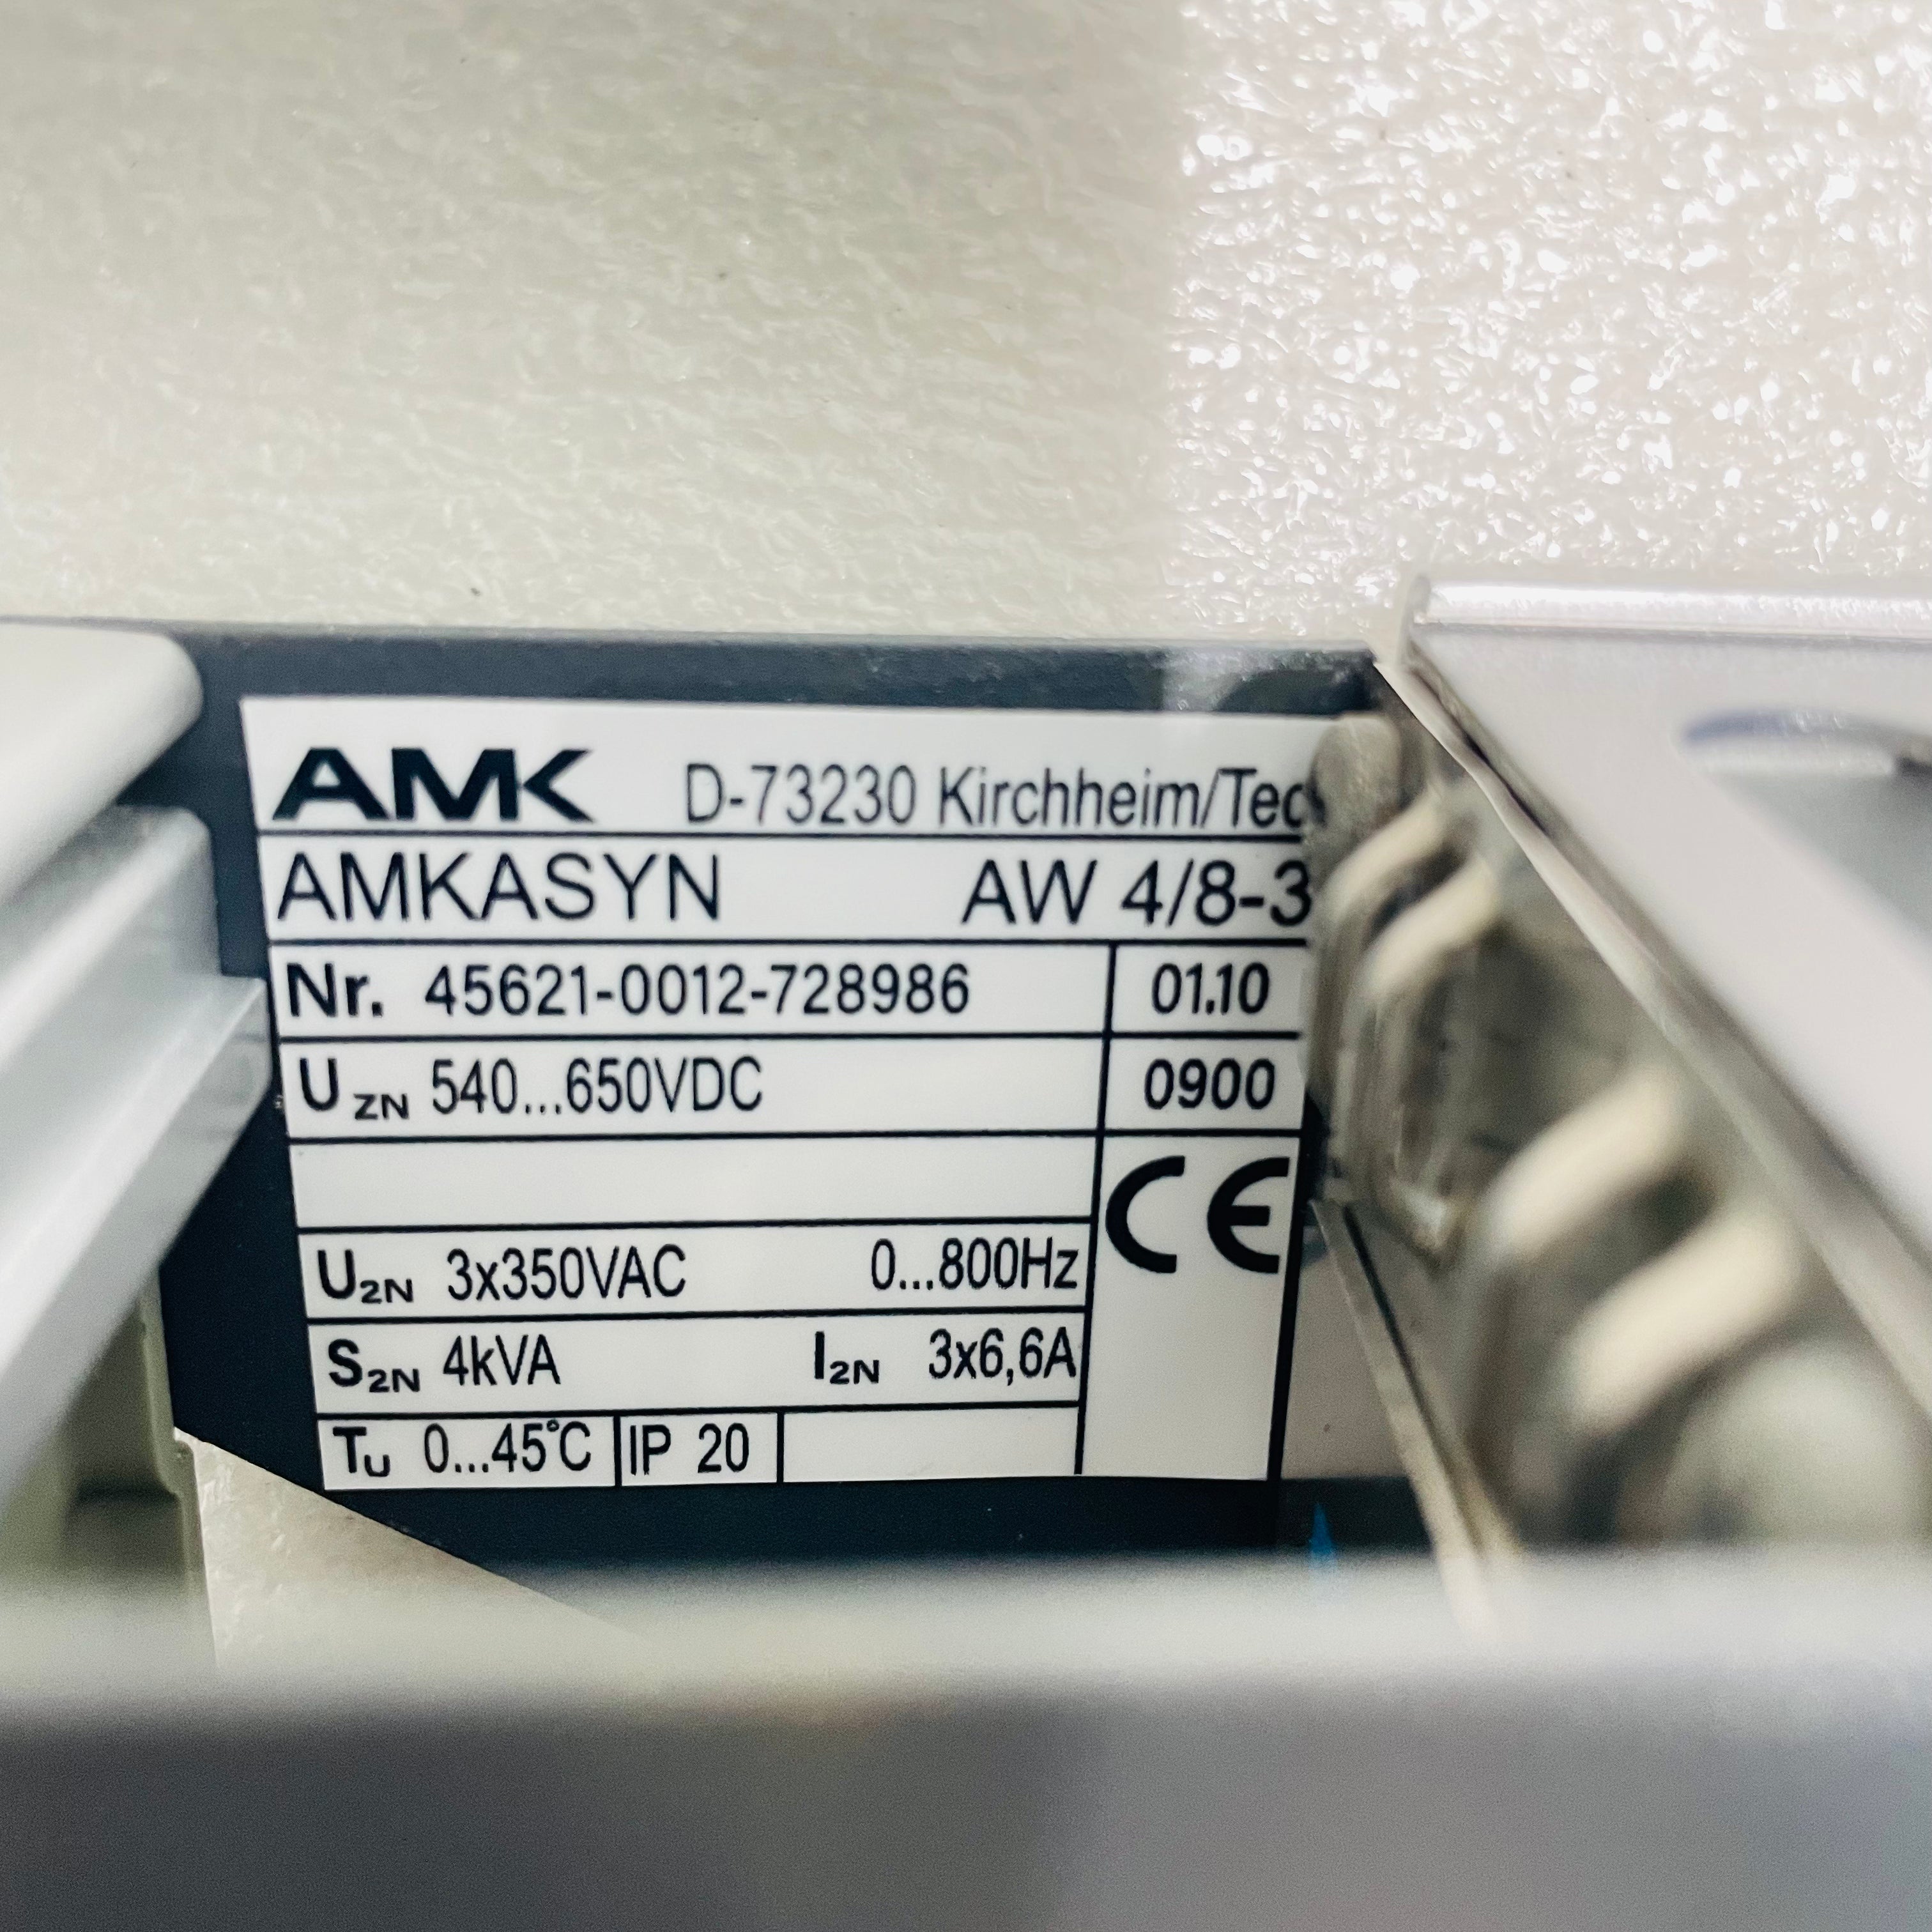 AMK D-73230 Kirchheim/Tec
AMKASYN AW 4/8-3
Nr. 45621-0012-728986 01.10
UZN 540...650VDC 0900
CE
U2N 3x350VAC 0...800Hz
S2N 4kVA I2N 3x6,6A
TU 0...45°C IP 20